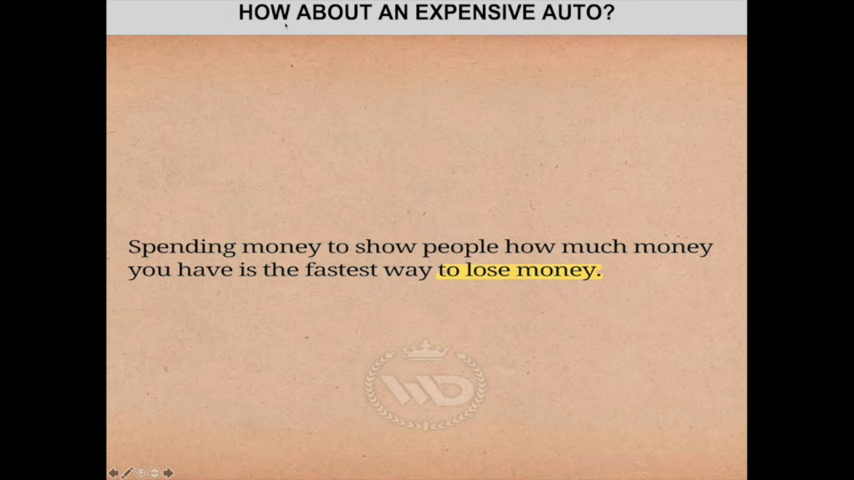 HOW ABOUT AN EXPENSIVE AUTO?
Spending money to show people how much money
you have is the fastest way to lose money.
WD